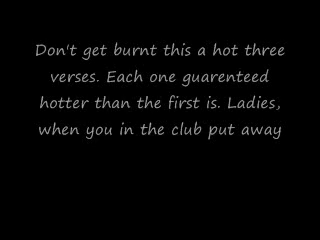 Don't get burnt this a hot three
verses. Each one guarenteed
hotter than the first is. Ladies,
when you in the club put away